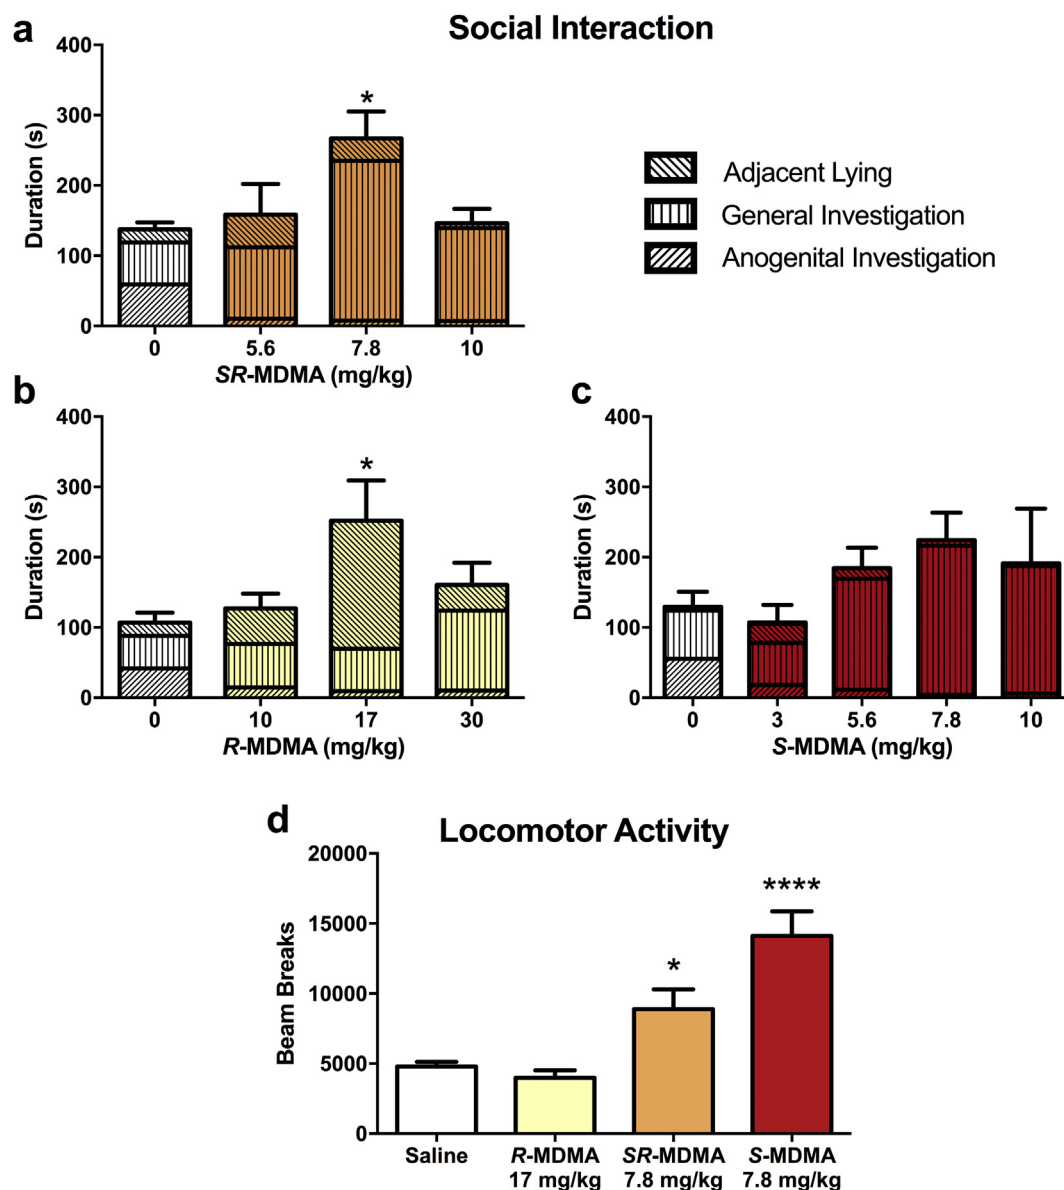 a
Social Interaction
400
300
200
100
0
Duration (s)
*
0 5.6 7.8 10
SR-MDMA (mg/kg)
Adjacent Lying
General Investigation
Anogenital Investigation
b
400
300
200
100
0
Duration (s)
*
0 10 17 30
R-MDMA (mg/kg)
c
400
300
200
100
0
Duration (s)
0 3 5.6 7.8 10
S-MDMA (mg/kg)
d
Locomotor Activity
20000
15000
10000
5000
0
Beam Breaks
*
****
Saline R-MDMA SR-MDMA S-MDMA
17 mg/kg 7.8 mg/kg 7.8 mg/kg